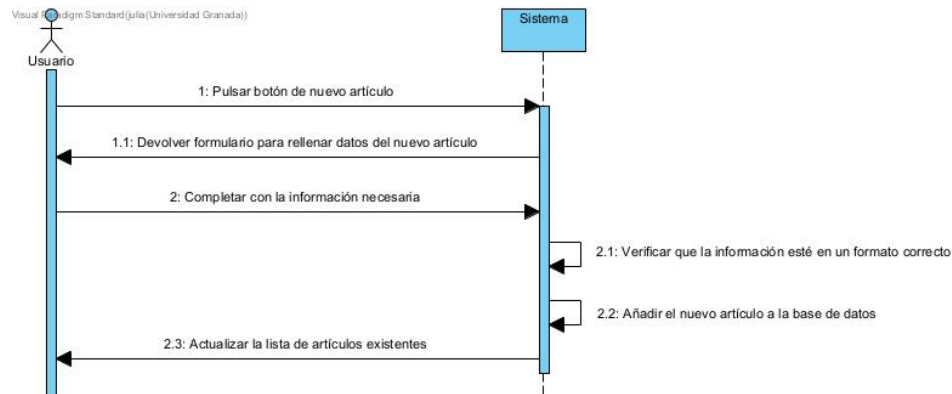 Visual Paradigm Standard(julia(Universidad Granada))
Sistema
Usuario
1: Pulsar botón de nuevo artículo
1.1: Devolver formulario para rellenar datos del nuevo artículo
2: Completar con la información necesaria
2.1: Verificar que la información esté en un formato correcto
2.2: Añadir el nuevo artículo a la base de datos
2.3: Actualizar la lista de artículos existentes